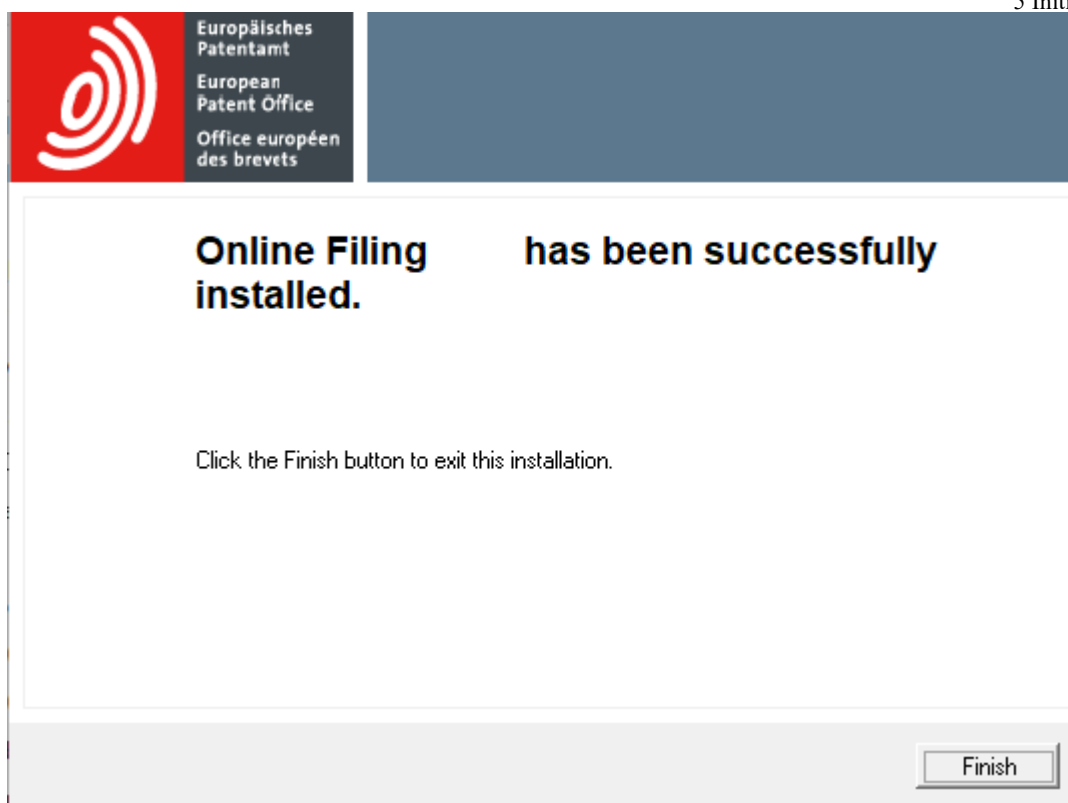 Europäisches
Patentamt
European
Patent Office
Office européen
des brevets
Online Filing has been successfully
installed.
Click the Finish button to exit this installation.
Finish